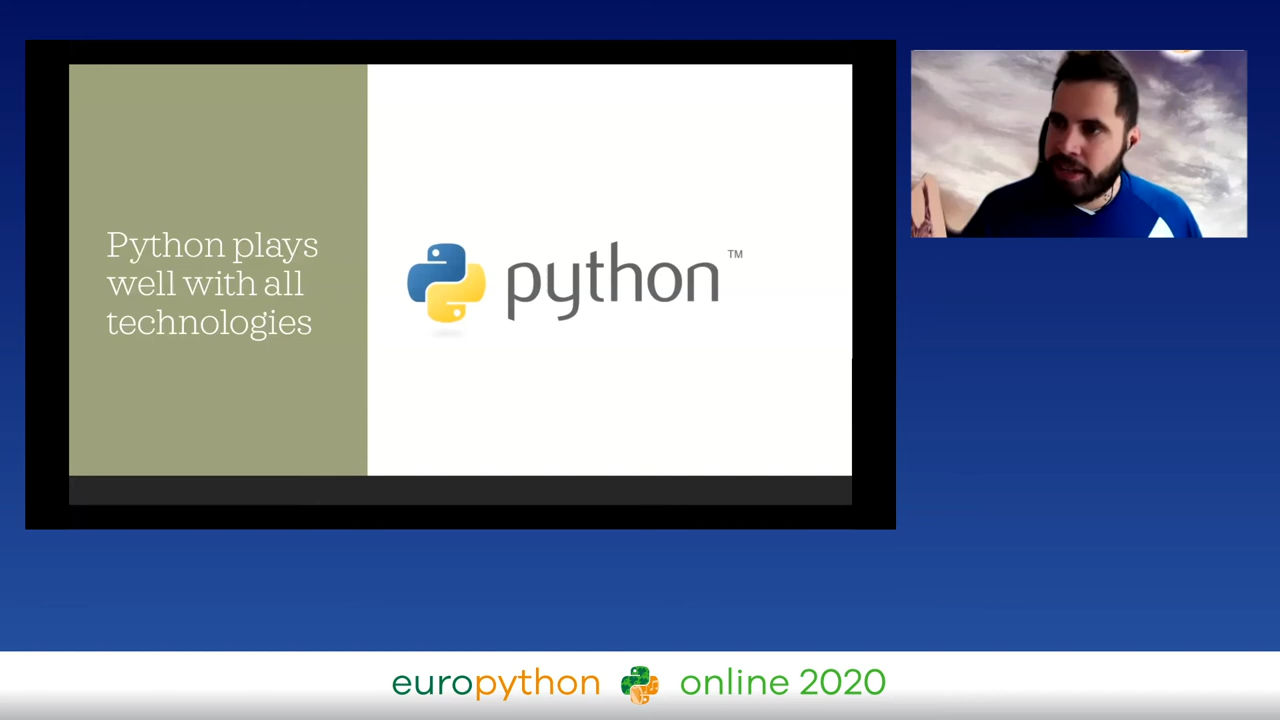 Python plays
well with all
technologies
python™
europython online 2020